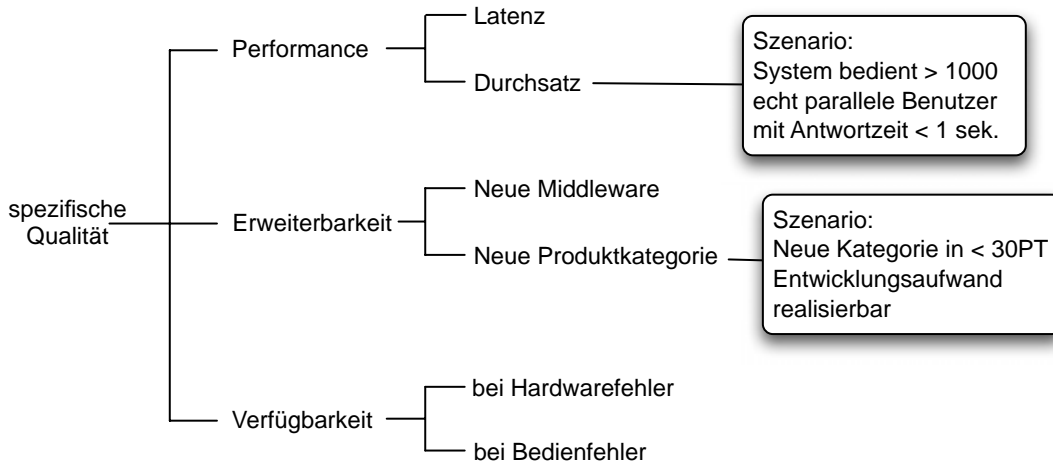 spezifische
Qualität
Performance
Latenz
Durchsatz
Szenario:
System bedient > 1000
echt parallele Benutzer
mit Antwortzeit < 1 sek.
Erweiterbarkeit
Neue Middleware
Neue Produktkategorie
Szenario:
Neue Kategorie in < 30PT
Entwicklungsaufwand
realisierbar
Verfügbarkeit
bei Hardwarefehler
bei Bedienfehler